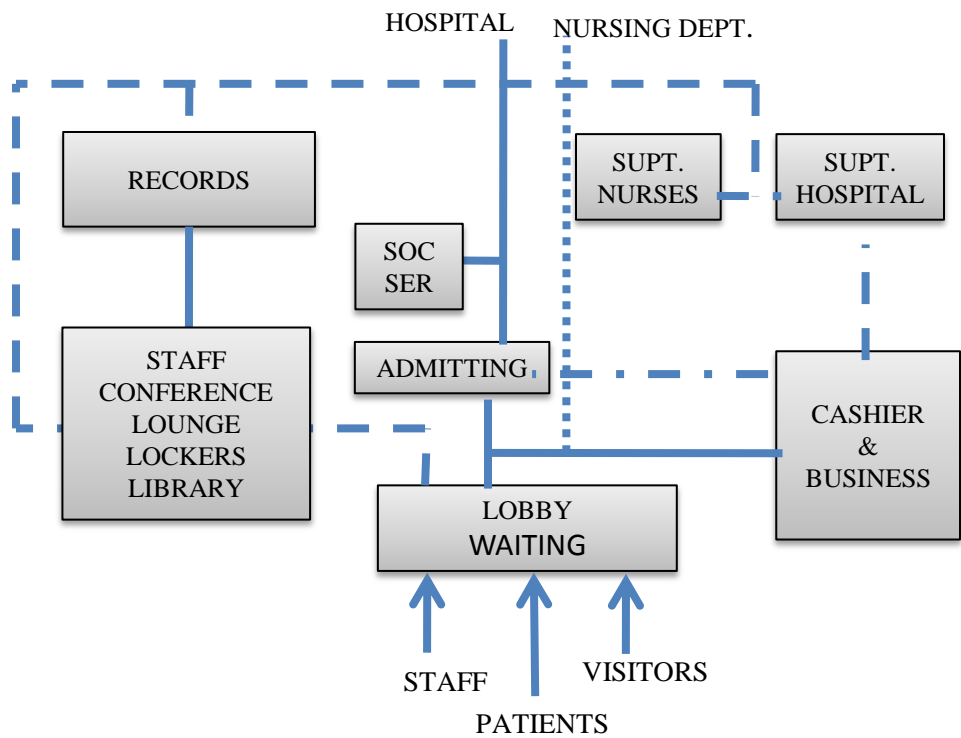 HOSPITAL
NURSING DEPT.
RECORDS
SUPT.
NURSES
SUPT.
HOSPITAL
SOC
SER
STAFF
CONFERENCE
LOUNGE
LOCKERS
LIBRARY
ADMITTING
CASHIER
&
BUSINESS
LOBBY
WAITING
STAFF
VISITORS
PATIENTS